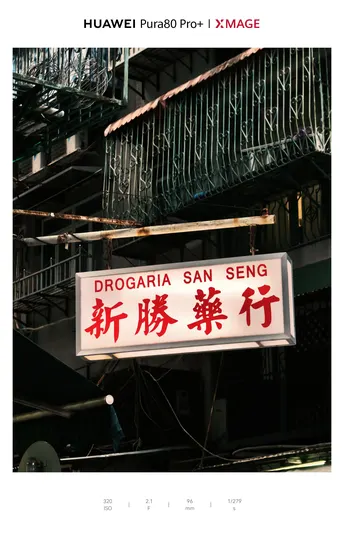 HUAWEI Pura80 Pro+ | XMAGE
DROGARIA SAN SENG
新勝藥行
320 | 2.1 | 96 | 1/279
ISO F mm s